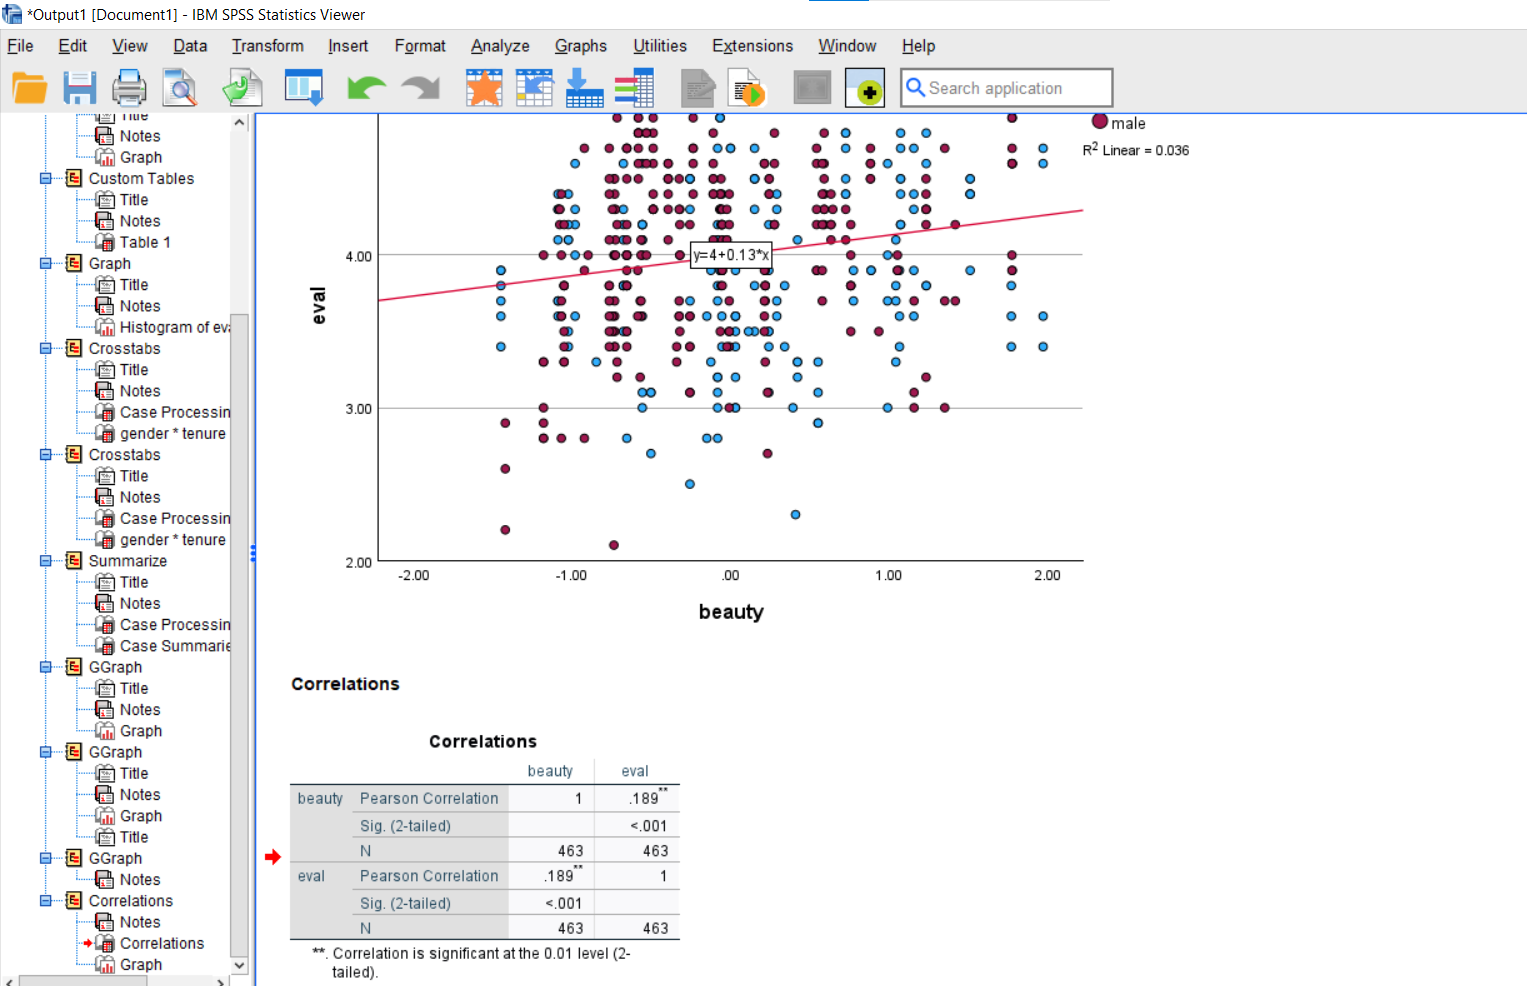 *Output1 [Document1] - IBM SPSS Statistics Viewer
File Edit View Data Transform Insert Format Analyze Graphs Utilities Extensions Window Help
Search application
Title
Notes
Graph
Custom Tables
Title
Notes
Table 1
Graph
Title
Notes
Histogram of eva
Crosstabs
Title
Notes
Case Processin
gender * tenure
Crosstabs
Title
Notes
Case Processin
gender * tenure
Summarize
Title
Notes
Case Processin
Case Summarie
GGraph
Title
Notes
Graph
GGraph
Title
Notes
Graph
Title
GGraph
Notes
Correlations
Notes
Correlations
Graph
male
R2 Linear = 0.036
4.00
y=4+0.13*x
eval
3.00
2.00
-2.00 -1.00 .00 1.00 2.00
beauty
Correlations
Correlations
beauty eval
beauty Pearson Correlation 1 .189**
Sig. (2-tailed) <.001
N 463 463
eval Pearson Correlation .189** 1
Sig. (2-tailed) <.001
N 463 463
**. Correlation is significant at the 0.01 level (2-
tailed).